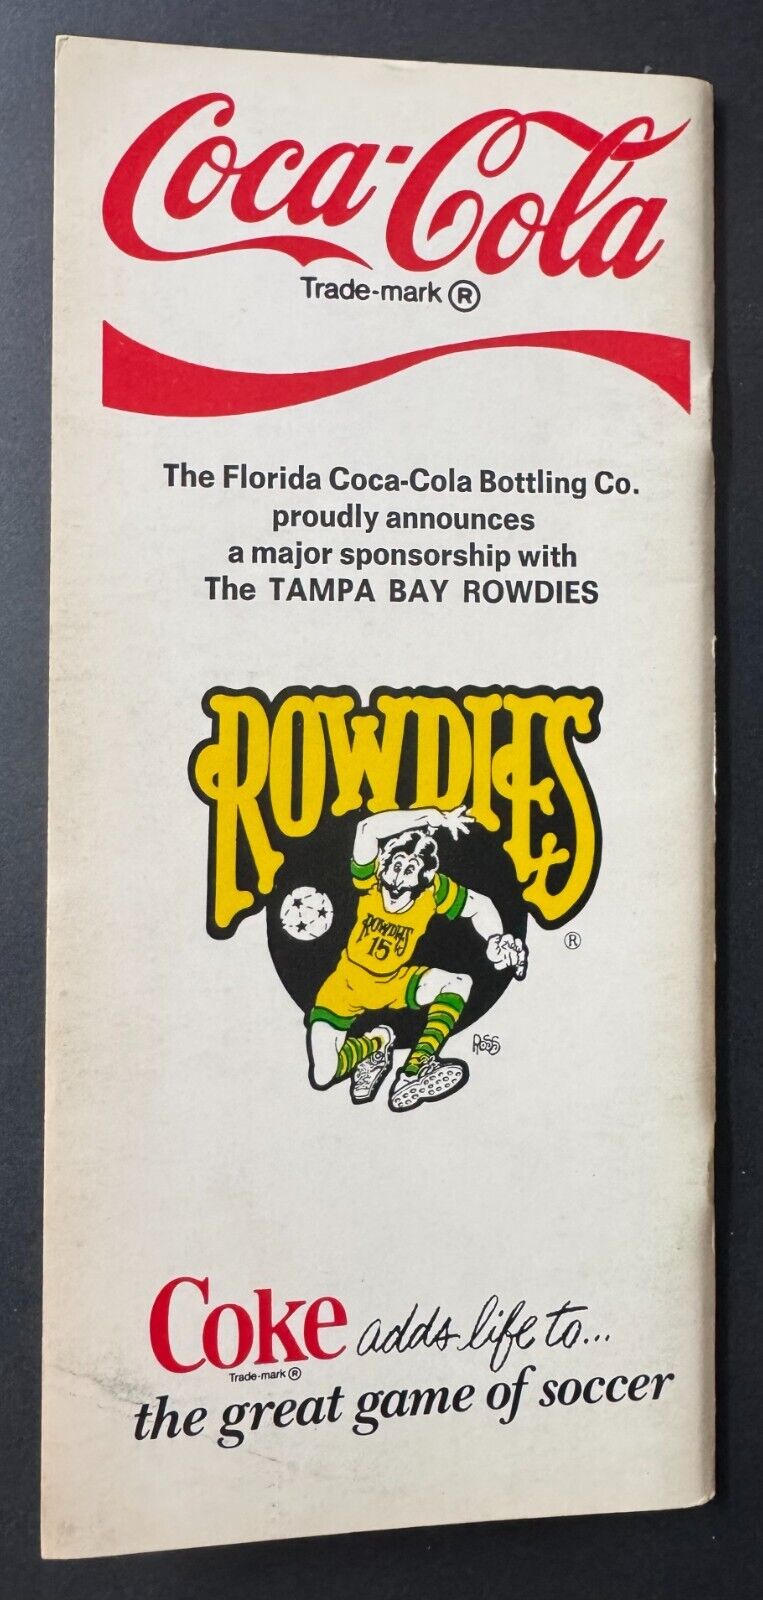 Coca-Cola
Trade-mark ®
The Florida Coca-Cola Bottling Co.
proudly announces
a major sponsorship with
The TAMPA BAY ROWDIES
ROWDIES
ROWDIES
15
®
ROSS
Coke adds life to...
Trade-mark ®
the great game of soccer